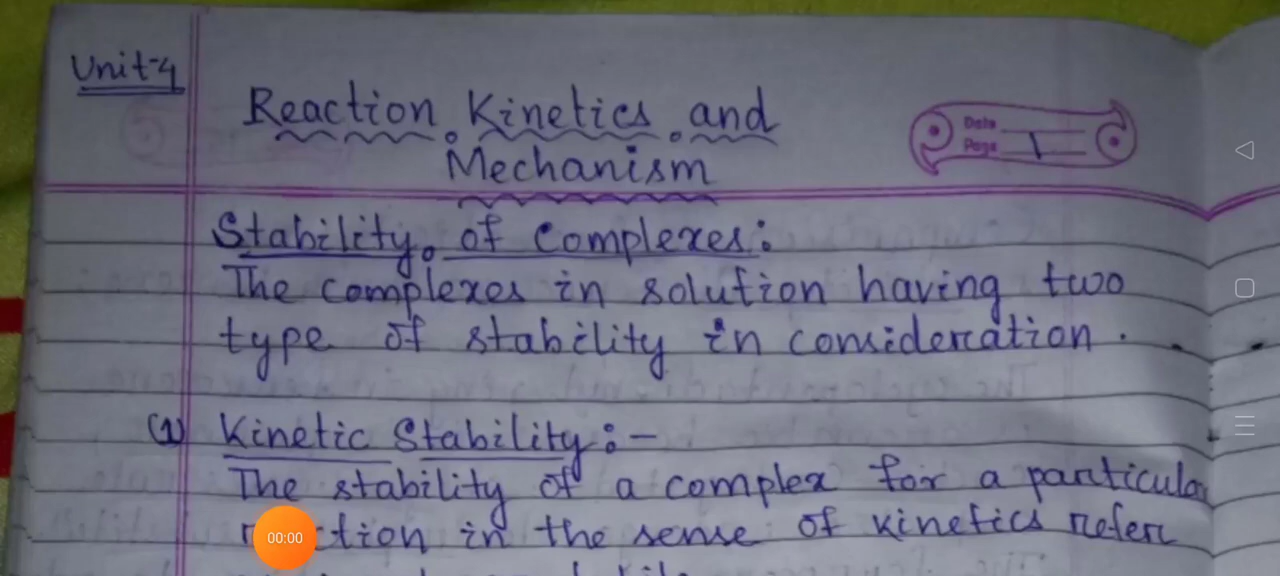 Unit-4
Reaction Kinetics and
Mechanism
Date
Page 1
Stability of Complexes:
The complexes in solution having two
type of stability in consideration.
(1) Kinetic Stability :-
The stability of a complex for a particular
in the sense of kinetics refer
00:00